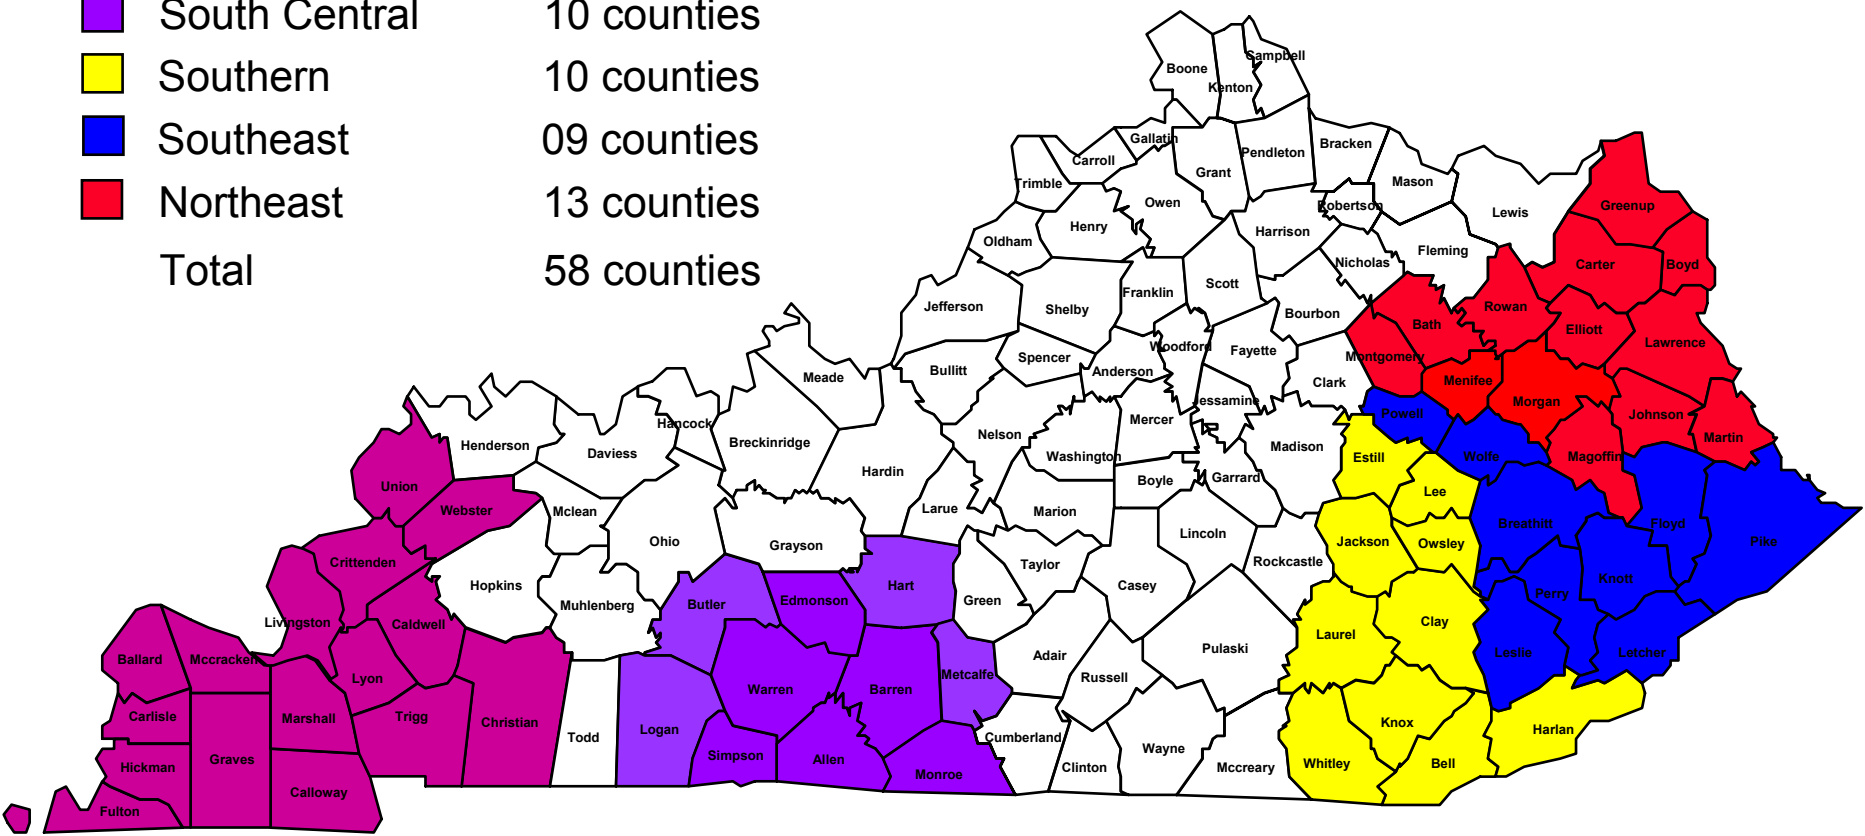 South Central 10 counties
Southern 10 counties
Southeast 09 counties
Northeast 13 counties
Total 58 counties
Campbell
Boone
Kenton
Gallatin
Bracken
Pendleton
Carroll
Grant
Mason
Trimble
Owen
Robertson
Lewis
Greenup
Henry
Harrison
Oldham
Fleming
Nicholas
Carter
Boyd
Scott
Franklin
Jefferson
Shelby
Bourbon
Rowan
Bath
Elliott
Lawrence
Woodford
Fayette
Montgomery
Spencer
Anderson
Bullitt
Meade
Clark
Menifee
Jessamine
Morgan
Powell
Johnson
Mercer
Hancock
Nelson
Martin
Breckinridge
Henderson
Daviess
Madison
Washington
Estill
Wolfe
Magoffin
Hardin
Garrard
Boyle
Union
Lee
Webster
Mclean
Larue
Marion
Breathitt
Floyd
Lincoln
Ohio
Grayson
Jackson
Owsley
Pike
Crittenden
Rockcastle
Taylor
Knott
Hopkins
Hart
Casey
Perry
Edmonson
Green
Butler
Muhlenberg
Livingston
Caldwell
Clay
Laurel
Pulaski
Leslie
Letcher
Adair
Ballard
Mccracken
Metcalfe
Russell
Lyon
Warren
Barren
Carlisle
Trigg
Marshall
Christian
Knox
Logan
Harlan
Todd
Cumberland
Wayne
Simpson
Allen
Graves
Whitley
Bell
Hickman
Clinton
Mccreary
Monroe
Calloway
Fulton